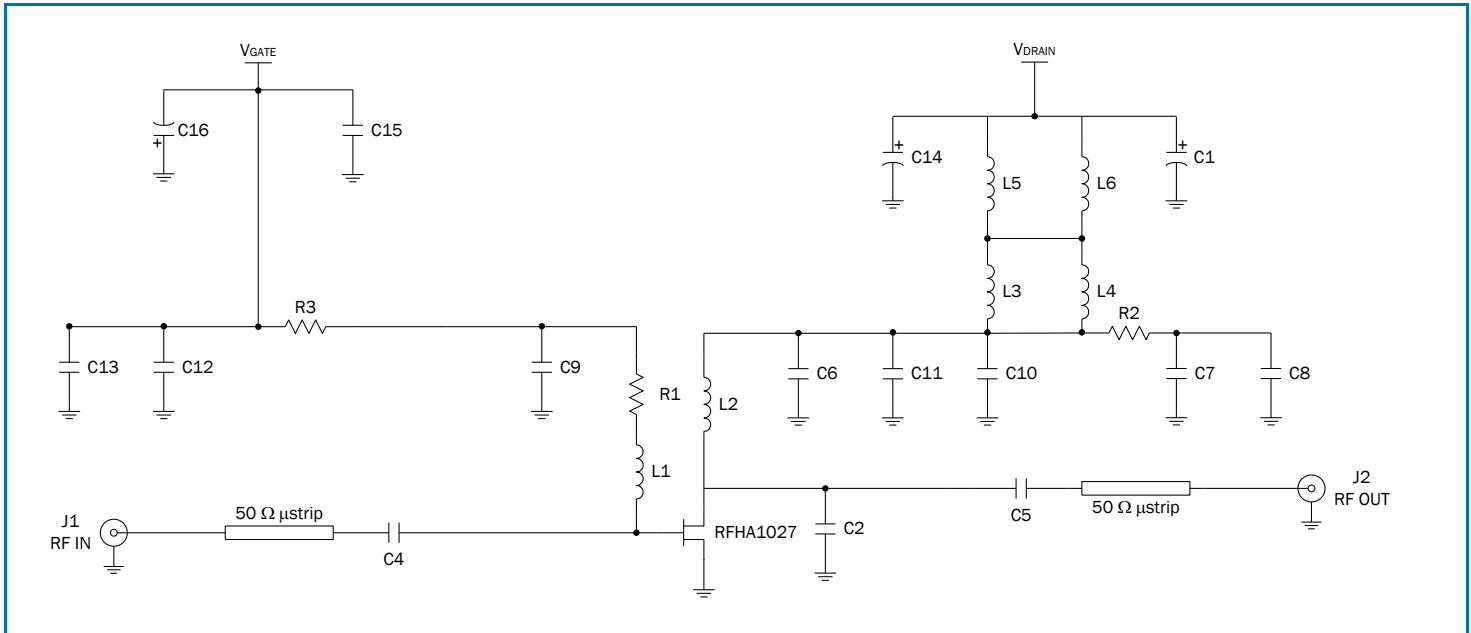 VGATE
VDRAIN
C16
+
C15
+
C14
L5
L6
+
C1
L3
L4
R3
R2
C13
C12
C9
R1
L2
C6
C11
C10
C7
C8
L1
J1
RF IN
50 Ω µstrip
C4
RFHA1027
C2
C5
50 Ω µstrip
J2
RF OUT